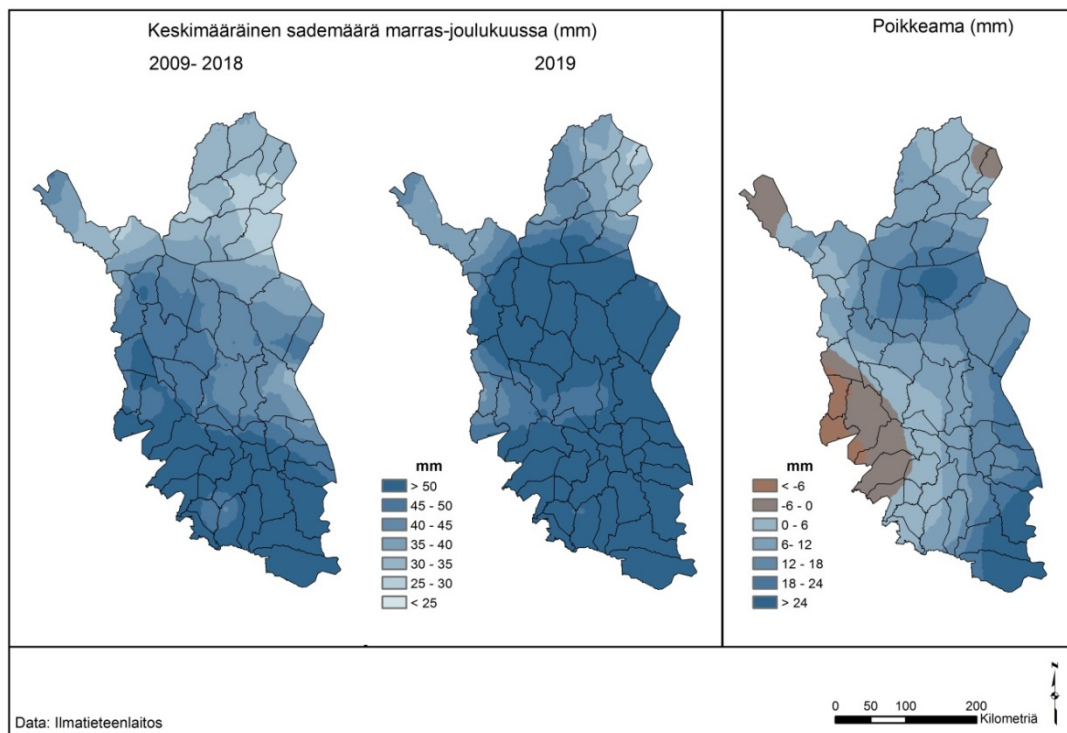 Keskimääräinen sademäärä marras-joulukuussa (mm)
2009- 2018
2019
Poikkeama (mm)
mm
> 50
45 - 50
40 - 45
35 - 40
30 - 35
25 - 30
< 25
mm
< -6
-6 - 0
0 - 6
6- 12
12 - 18
18 - 24
> 24
Data: Ilmatieteenlaitos
0 50 100 200
Kilometriä
N